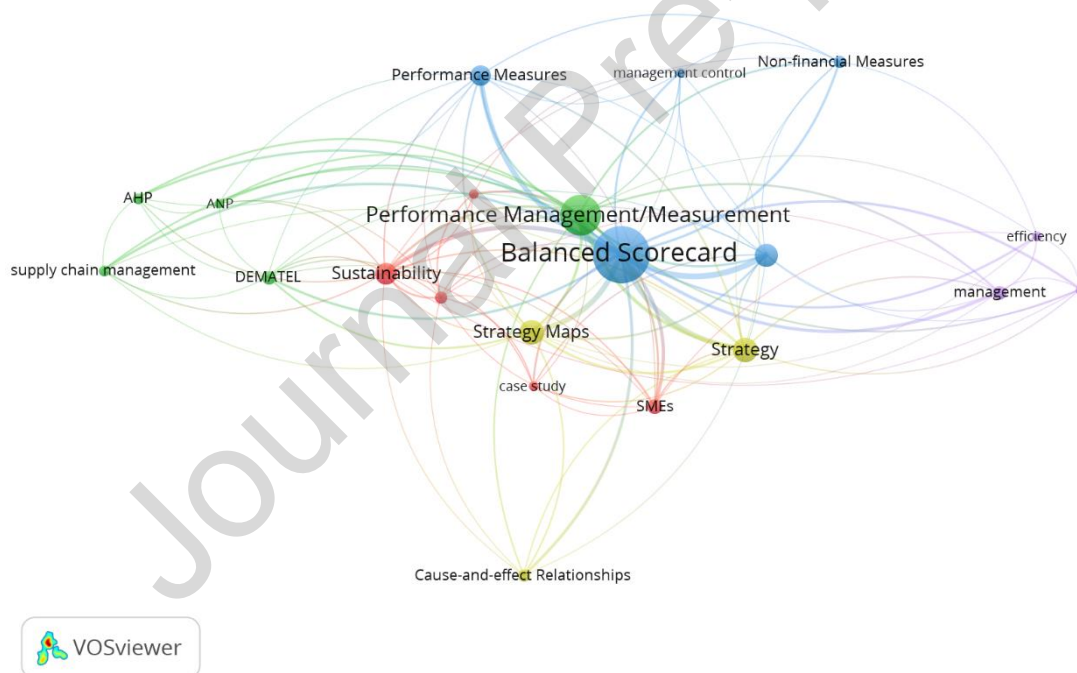 Non-financial Measures
Performance Measures
management control
AHP
ANP
Performance Management/Measurement
efficiency
Balanced Scorecard
supply chain management
DEMATEL
Sustainability
management
Strategy Maps
Strategy
case study
SMEs
Cause-and-effect Relationships
VOSviewer
Journal Pre